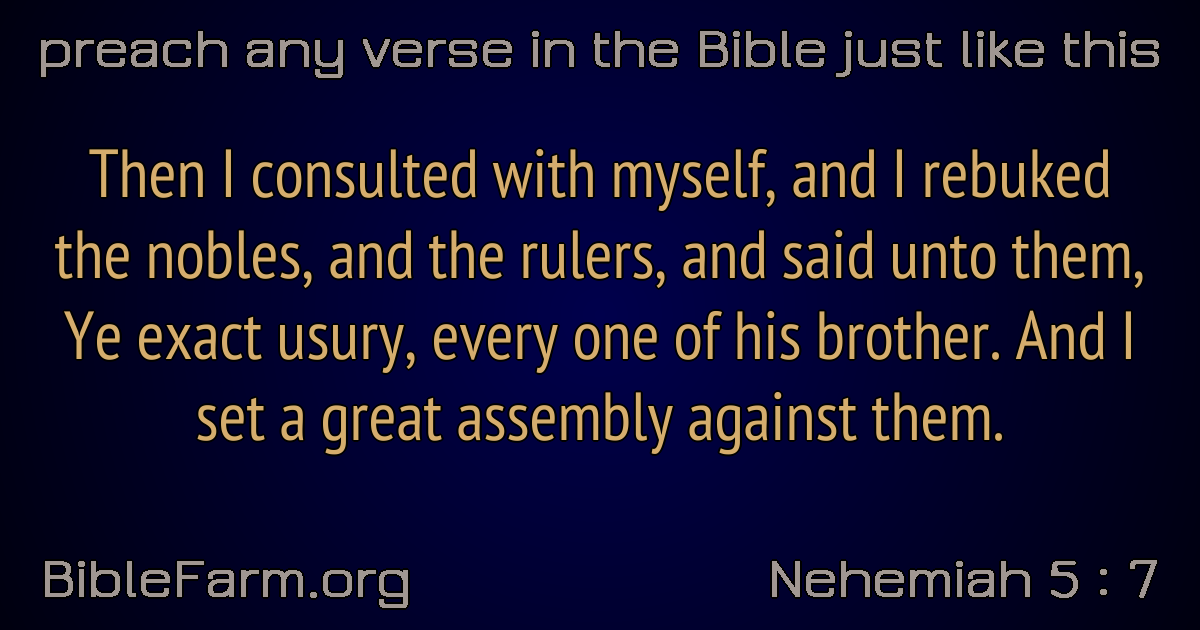 preach any verse in the Bible just like this
Then I consulted with myself, and I rebuked
the nobles, and the rulers, and said unto them,
Ye exact usury, every one of his brother. And I
set a great assembly against them.
BibleFarm.org
Nehemiah 5 : 7